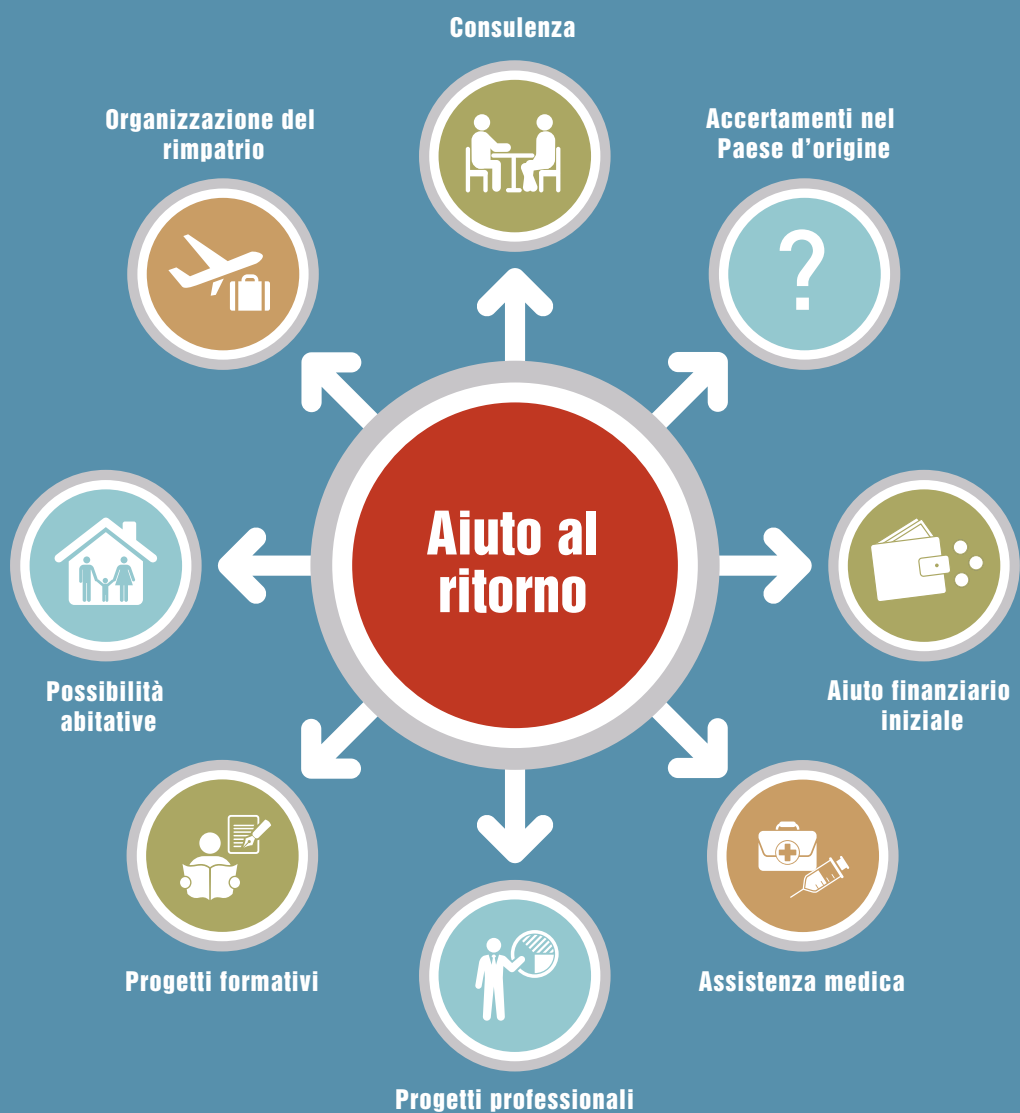 Consulenza
Organizzazione del
rimpatrio
Accertamenti nel
Paese d'origine
Aiuto al
ritorno
Possibilità
abitative
Aiuto finanziario
iniziale
Progetti formativi
Assistenza medica
Progetti professionali